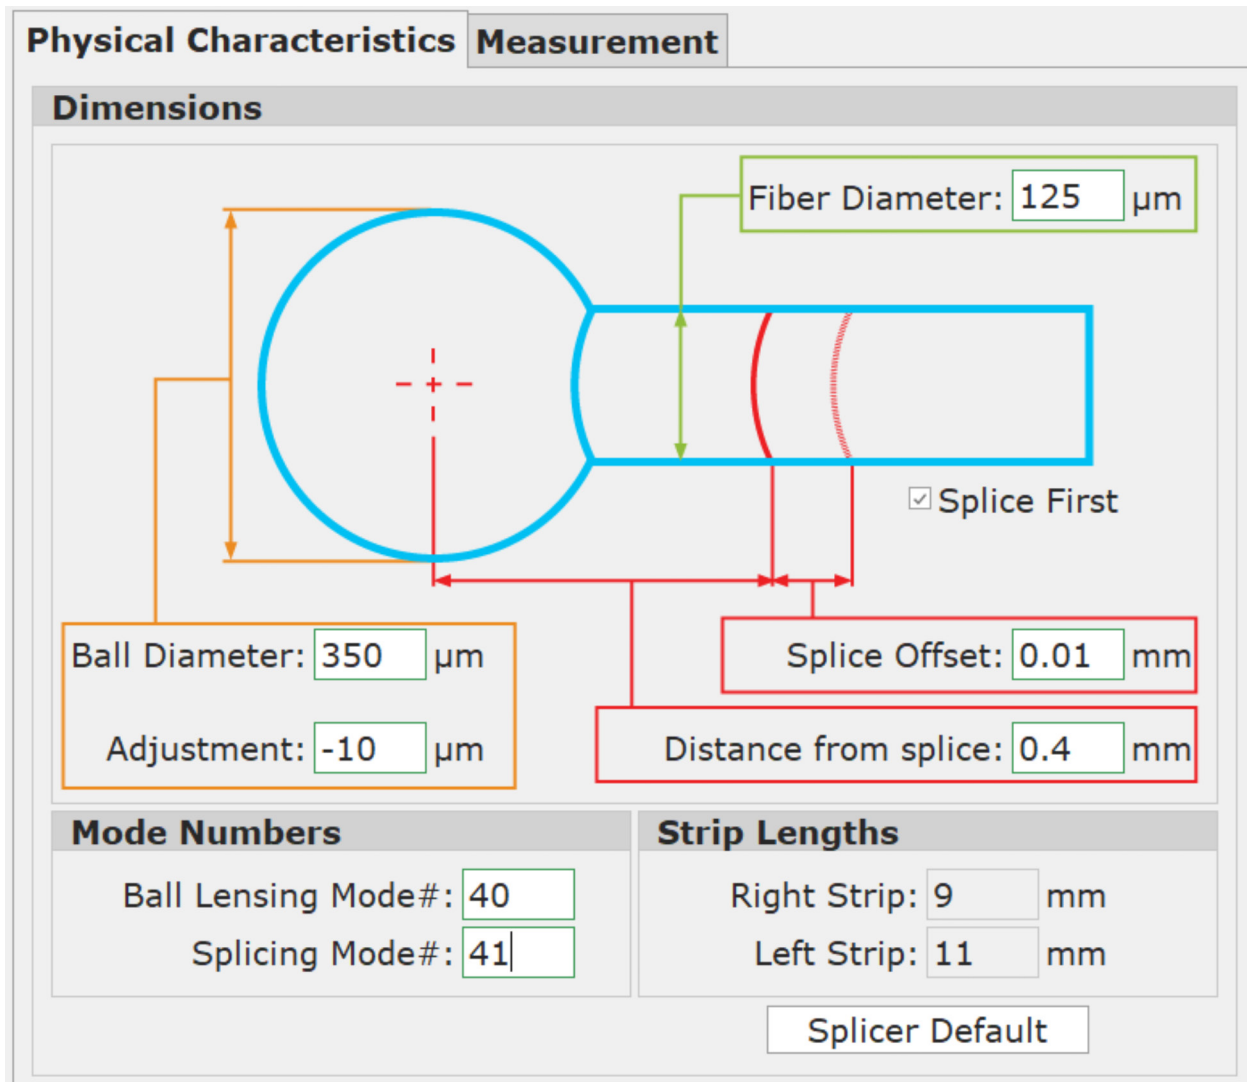 Physical Characteristics Measurement
Dimensions
Fiber Diameter: 125 µm
Splice First
Ball Diameter: 350 µm
Splice Offset: 0.01 mm
Adjustment: -10 µm
Distance from splice: 0.4 mm
Mode Numbers
Ball Lensing Mode#: 40
Splicing Mode#: 41
Strip Lengths
Right Strip: 9 mm
Left Strip: 11 mm
Splicer Default